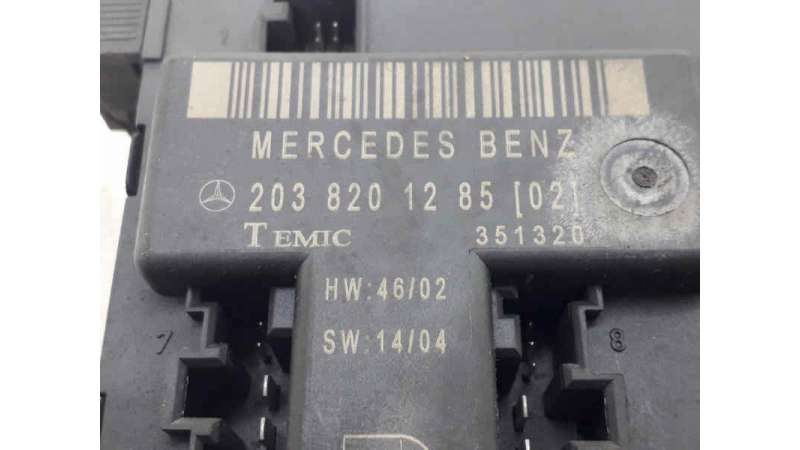 MERCEDES BENZ
203 820 12 85 [02]
TEMIC 351320
HW:46/02
SW:14/04
7 8